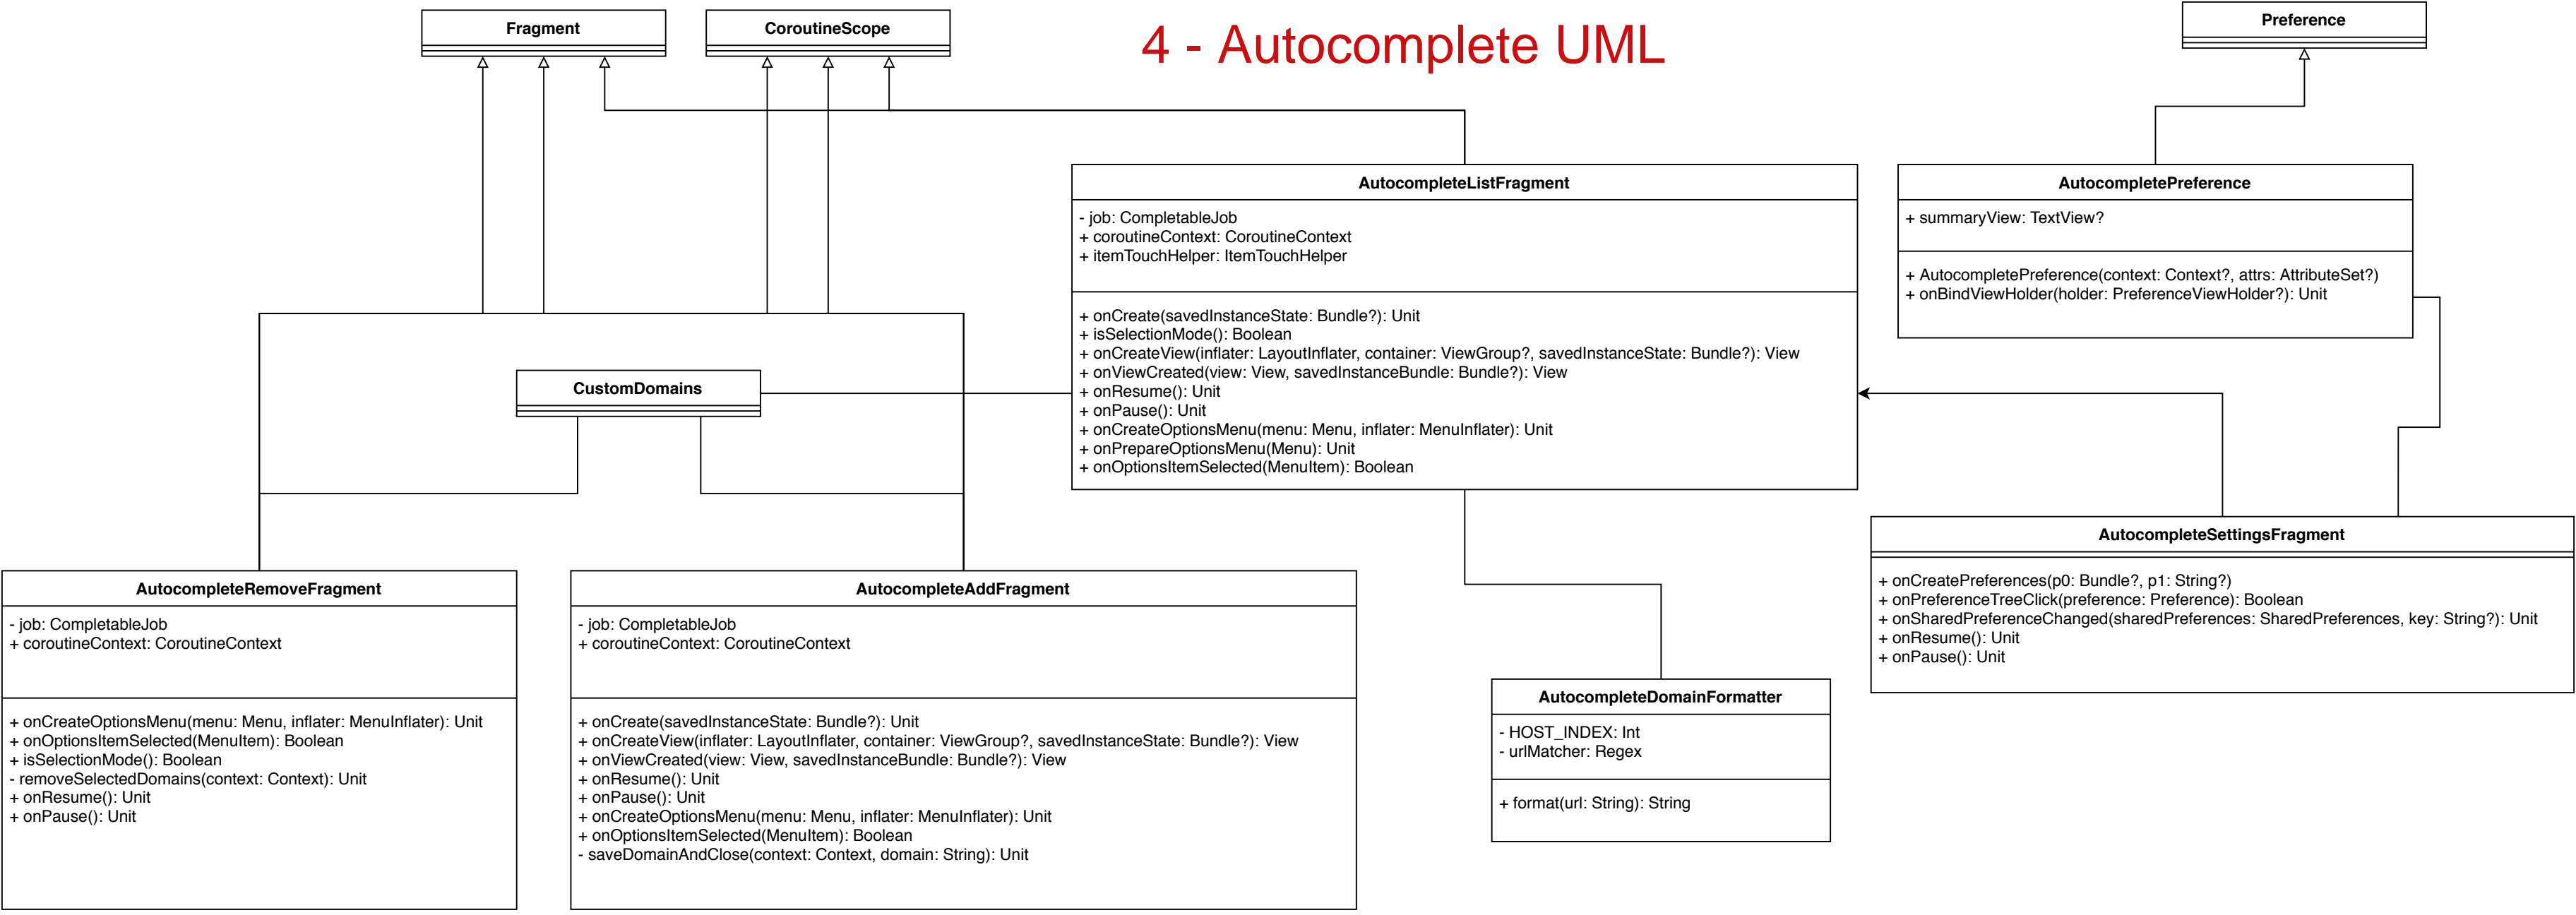 4 - Autocomplete UML
Fragment
CoroutineScope
Preference
AutocompleteListFragment
- job: CompletableJob
+ coroutineContext: CoroutineContext
+ itemTouchHelper: ItemTouchHelper
+ onCreate(savedInstanceState: Bundle?): Unit
+ isSelectionMode(): Boolean
+ onCreateView(inflater: LayoutInflater, container: ViewGroup?, savedInstanceState: Bundle?): View
+ onViewCreated(view: View, savedInstanceBundle: Bundle?): View
+ onResume(): Unit
+ onPause(): Unit
+ onCreateOptionsMenu(menu: Menu, inflater: MenuInflater): Unit
+ onPrepareOptionsMenu(Menu): Unit
+ onOptionsItemSelected(MenuItem): Boolean
AutocompletePreference
+ summaryView: TextView?
+ AutocompletePreference(context: Context?, attrs: AttributeSet?)
+ onBindViewHolder(holder: PreferenceViewHolder?): Unit
CustomDomains
AutocompleteSettingsFragment
+ onCreatePreferences(p0: Bundle?, p1: String?)
+ onPreferenceTreeClick(preference: Preference): Boolean
+ onSharedPreferenceChanged(sharedPreferences: SharedPreferences, key: String?): Unit
+ onResume(): Unit
+ onPause(): Unit
AutocompleteRemoveFragment
- job: CompletableJob
+ coroutineContext: CoroutineContext
+ onCreateOptionsMenu(menu: Menu, inflater: MenuInflater): Unit
+ onOptionsItemSelected(MenuItem): Boolean
+ isSelectionMode(): Boolean
- removeSelectedDomains(context: Context): Unit
+ onResume(): Unit
+ onPause(): Unit
AutocompleteAddFragment
- job: CompletableJob
+ coroutineContext: CoroutineContext
+ onCreate(savedInstanceState: Bundle?): Unit
+ onCreateView(inflater: LayoutInflater, container: ViewGroup?, savedInstanceState: Bundle?): View
+ onViewCreated(view: View, savedInstanceBundle: Bundle?): View
+ onResume(): Unit
+ onPause(): Unit
+ onCreateOptionsMenu(menu: Menu, inflater: MenuInflater): Unit
+ onOptionsItemSelected(MenuItem): Boolean
- saveDomainAndClose(context: Context, domain: String): Unit
AutocompleteDomainFormatter
- HOST_INDEX: Int
- urlMatcher: Regex
+ format(url: String): String